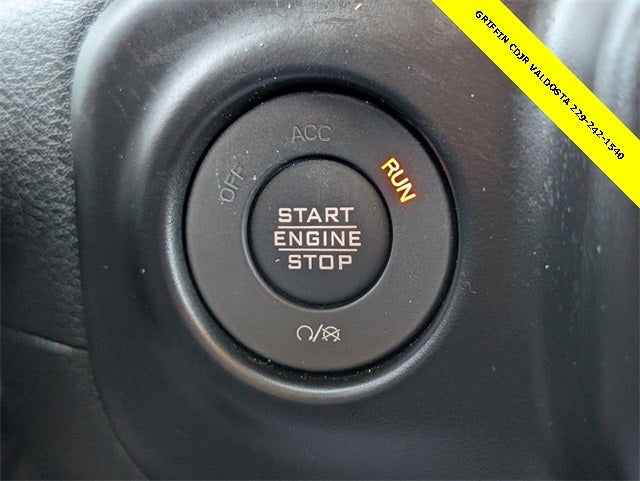 GRIFFIN CDJR VALDOSTA 229-242-1540
ACC
OFF
RUN
START
ENGINE
STOP